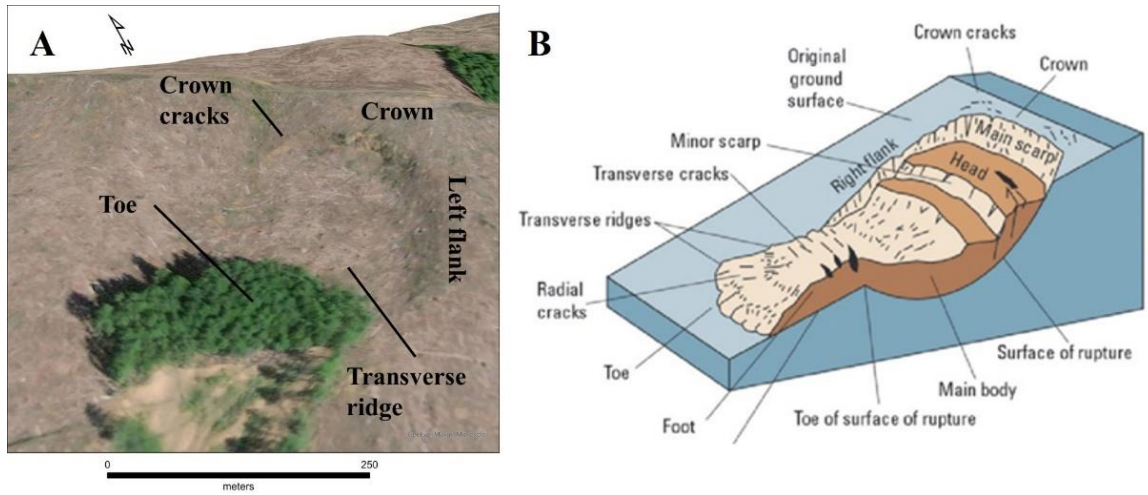 A
N
Crown
cracks
Crown
Left flank
Toe
Transverse
ridge
0
250
meters
B
Crown cracks
Original
ground
surface
Crown
Minor scarp
Right flank
Main scarp
Head
Transverse cracks
Transverse ridges
Radial
cracks
Surface of rupture
Toe
Main body
Foot
Toe of surface of rupture